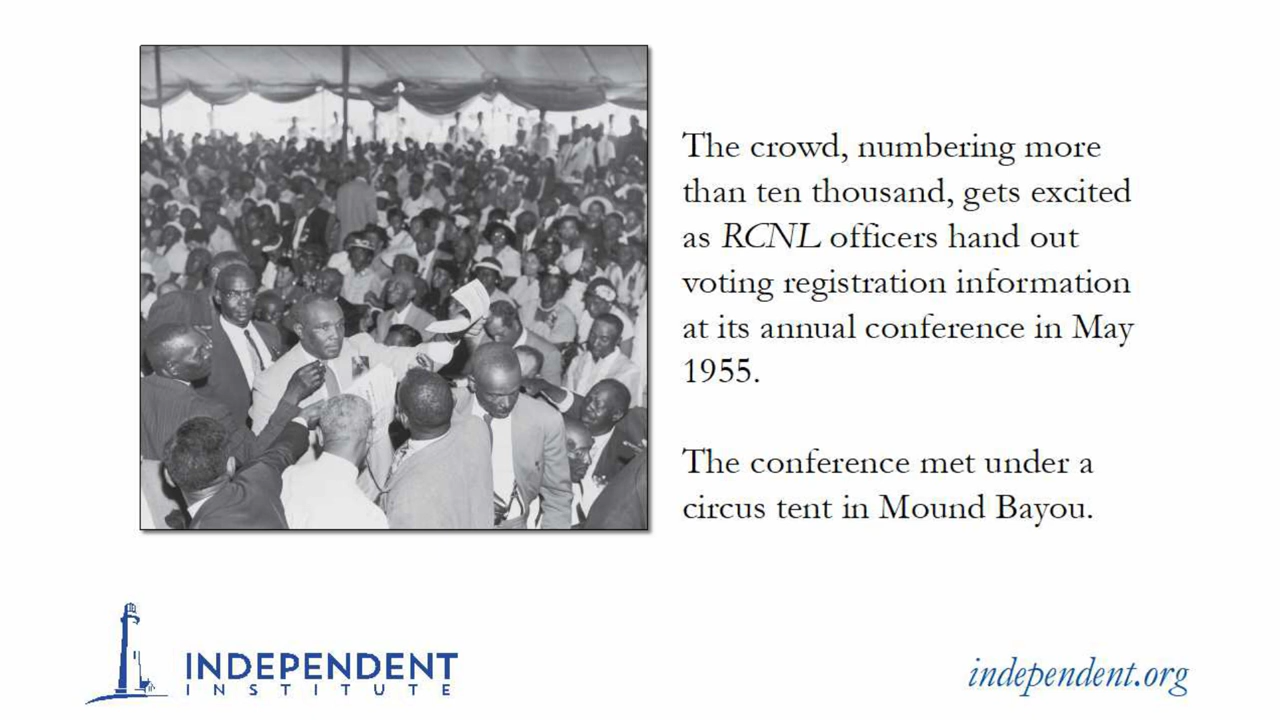 The crowd, numbering more
than ten thousand, gets excited
as RCNL officers hand out
voting registration information
at its annual conference in May
1955.
The conference met under a
circus tent in Mound Bayou.
INDEPENDENT
INSTITUTE
independent.org